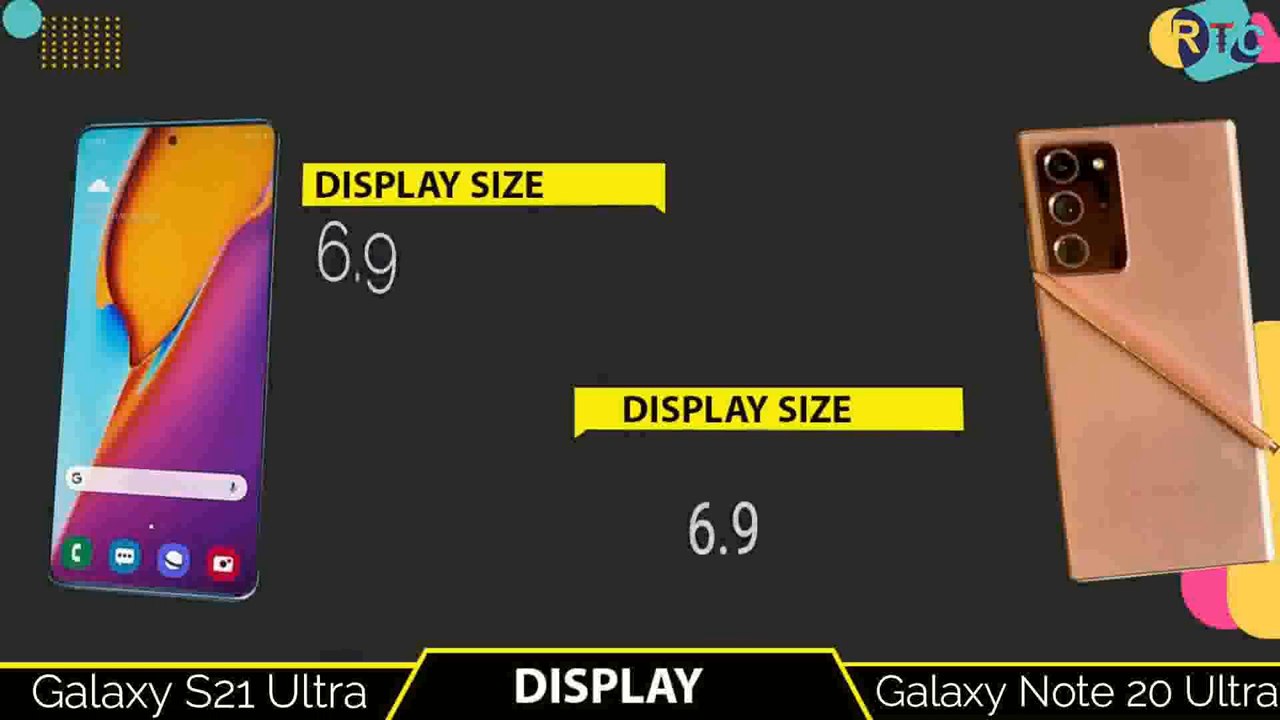 RTC
DISPLAY SIZE
6.9
DISPLAY SIZE
6.9
G
Galaxy S21 Ultra
DISPLAY
Galaxy Note 20 Ultra